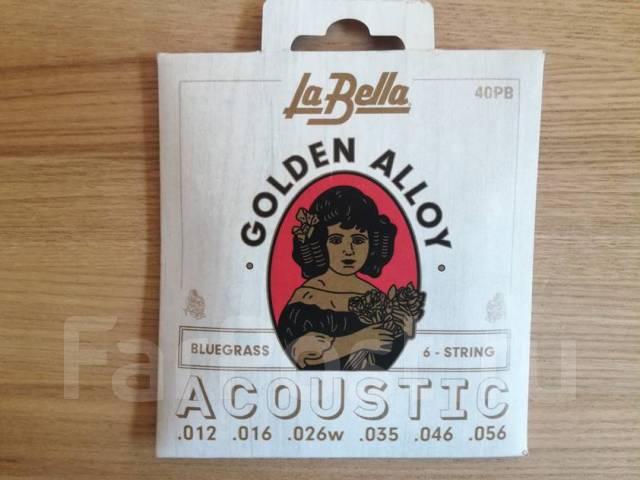 La Bella
40PB
GOLDEN ALLOY
BLUEGRASS
6 - STRING
ACOUSTIC
.012 .016 .026w .035 .046 .056